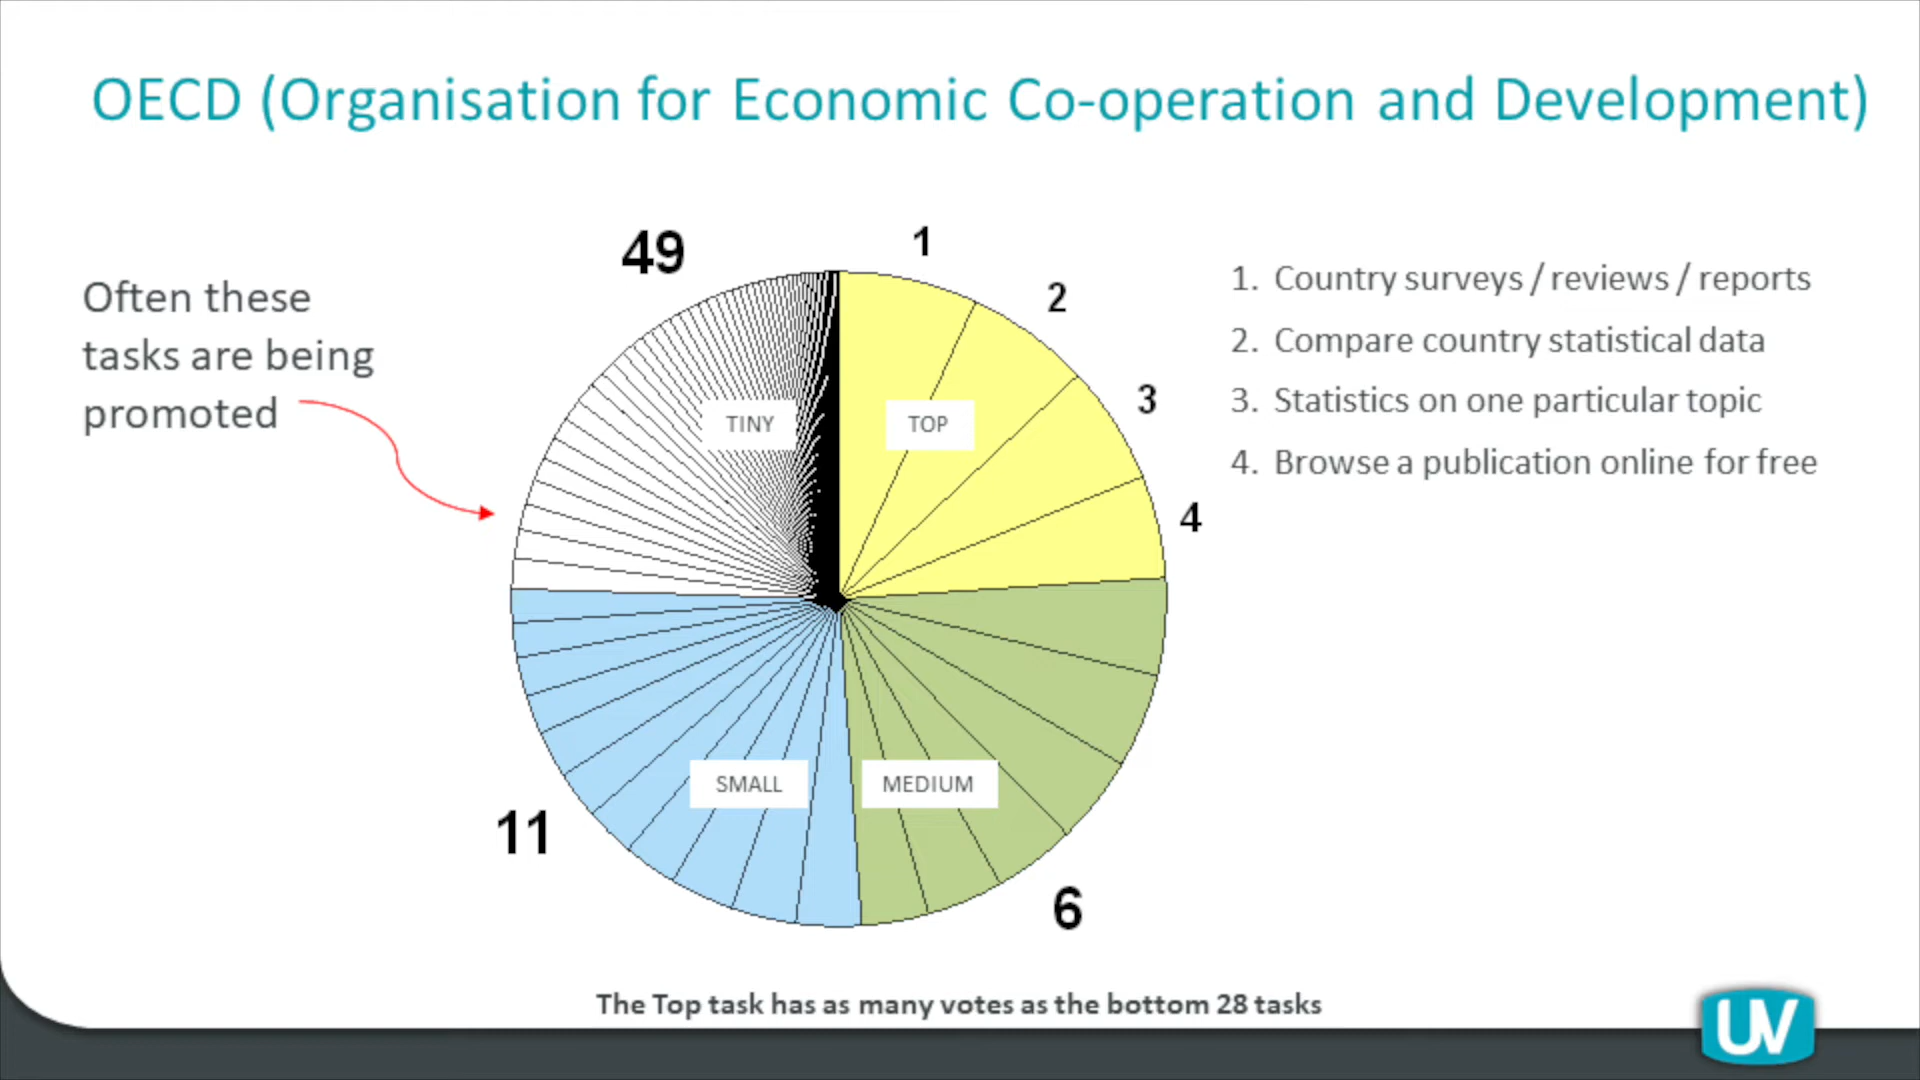 OECD (Organisation for Economic Co-operation and Development)
Often these
tasks are being
promoted
49
1
2
3
4
TINY
TOP
SMALL
MEDIUM
11
6
1. Country surveys / reviews / reports
2. Compare country statistical data
3. Statistics on one particular topic
4. Browse a publication online for free
The Top task has as many votes as the bottom 28 tasks
UV